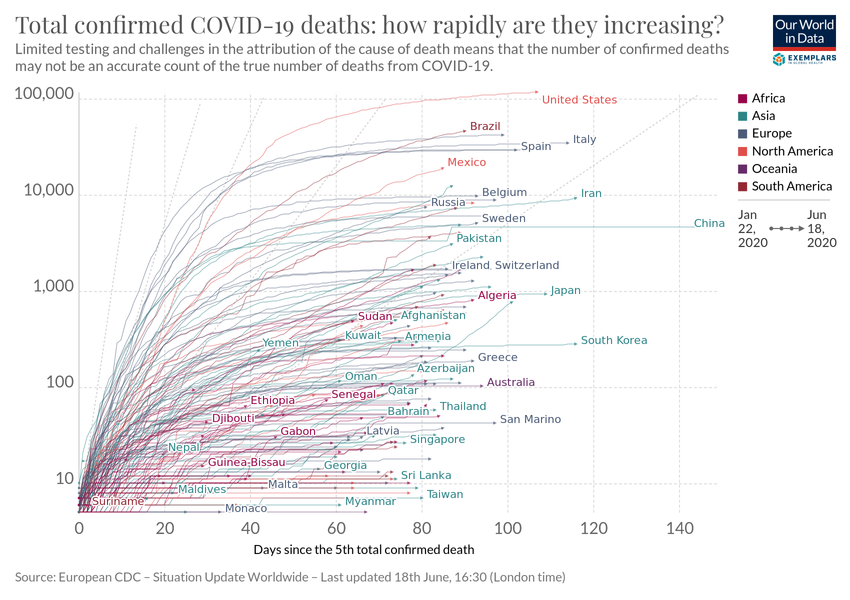 Total confirmed COVID-19 deaths: how rapidly are they increasing?
Limited testing and challenges in the attribution of the cause of death means that the number of confirmed deaths
may not be an accurate count of the true number of deaths from COVID-19.
Our World
in Data
EXEMPLARS
IN GLOBAL HEALTH
100,000
10,000
1,000
100
10
United States
Brazil
Italy
Spain
Mexico
Belgium
Iran
Russia
Sweden
China
Pakistan
Ireland
Switzerland
Japan
Algeria
Sudan
Afghanistan
Kuwait
Armenia
Yemen
South Korea
Greece
Azerbaijan
Oman
Australia
Qatar
Senegal
Ethiopia
Thailand
Bahrain
Djibouti
San Marino
Gabon
Latvia
Singapore
Nepal
Guinea-Bissau
Georgia
Sri Lanka
Malta
Maldives
Taiwan
Suriname
Myanmar
Monaco
Africa
Asia
Europe
North America
Oceania
South America
Jan
22,
2020
Jun
18,
2020
0
20
40
60
80
100
120
140
Days since the 5th total confirmed death
Source: European CDC – Situation Update Worldwide – Last updated 18th June, 16:30 (London time)